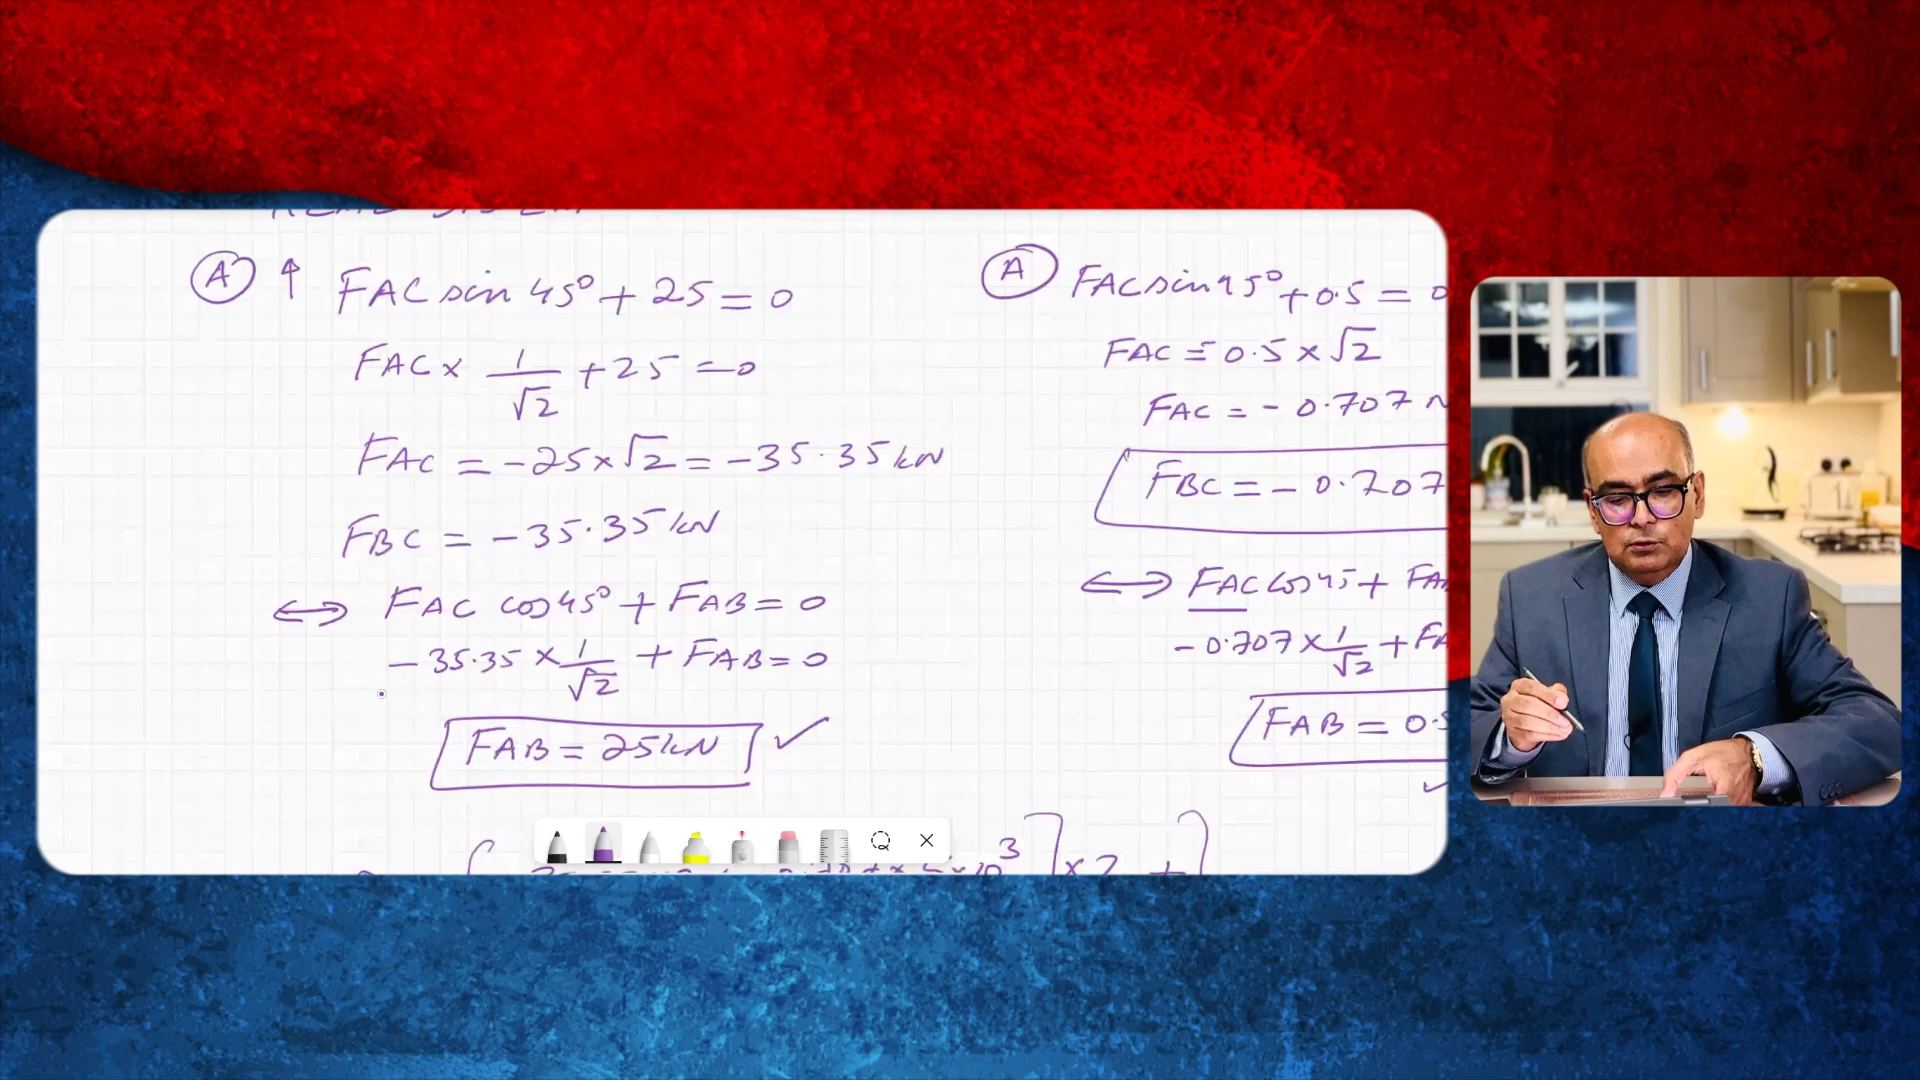 (A) ↑ FAC sin 45° + 25 = 0
FAC × 1/√2 + 25 = 0
FAC = -25×√2 = -35.35 kN
FBC = -35.35 kN
⟷ FAC cos 45° + FAB = 0
-35.35 × 1/√2 + FAB = 0
FAB = 25 kN ✓
(A) FAC sin 45° + 0.5 = 0
FAC = -0.5 × √2
FAC = - 0.707
FBC = - 0.707
⟷ FAC cos 45 +
-0.707 × 1/√2 +
FAB =
3
] × 2 +